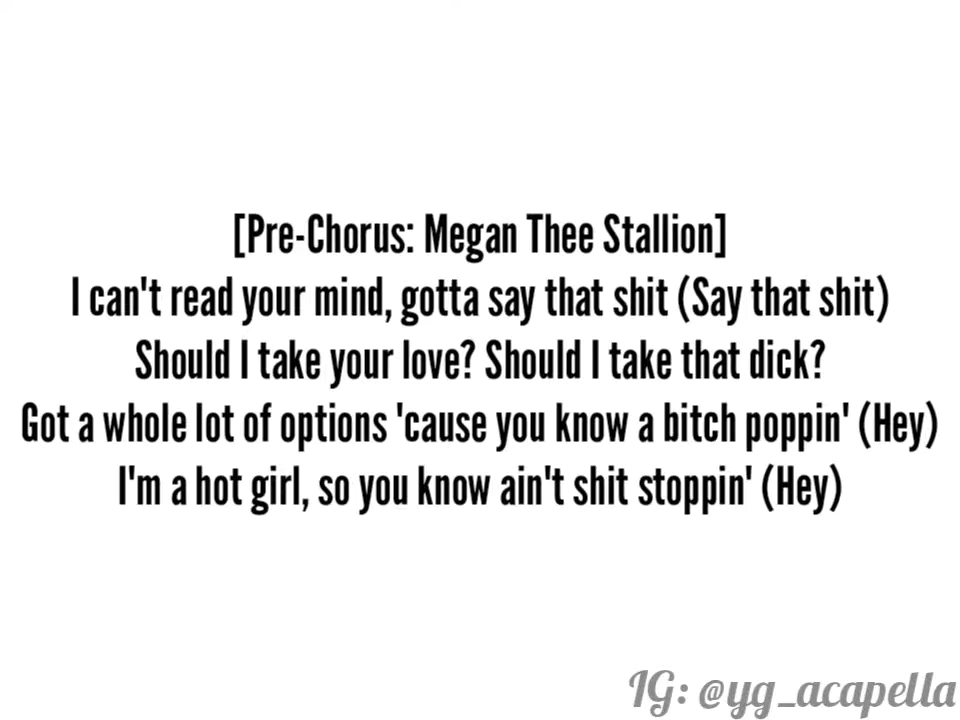 [Pre-Chorus: Megan Thee Stallion]
I can't read your mind, gotta say that shit (Say that shit)
Should I take your love? Should I take that dick?
Got a whole lot of options 'cause you know a bitch poppin' (Hey)
I'm a hot girl, so you know ain't shit stoppin' (Hey)
IG: @yg_acapella